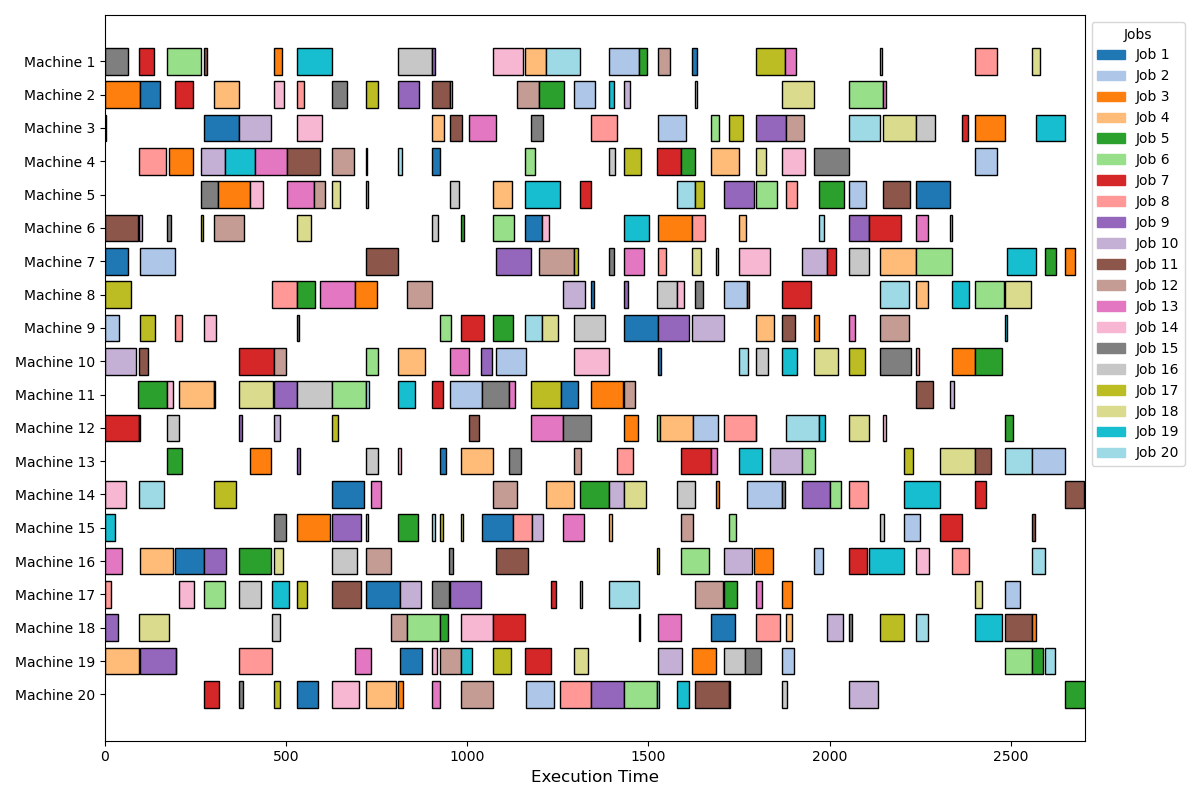 Machine 1
Machine 2
Machine 3
Machine 4
Machine 5
Machine 6
Machine 7
Machine 8
Machine 9
Machine 10
Machine 11
Machine 12
Machine 13
Machine 14
Machine 15
Machine 16
Machine 17
Machine 18
Machine 19
Machine 20
0 500 1000 1500 2000 2500
Execution Time
Jobs
Job 1
Job 2
Job 3
Job 4
Job 5
Job 6
Job 7
Job 8
Job 9
Job 10
Job 11
Job 12
Job 13
Job 14
Job 15
Job 16
Job 17
Job 18
Job 19
Job 20